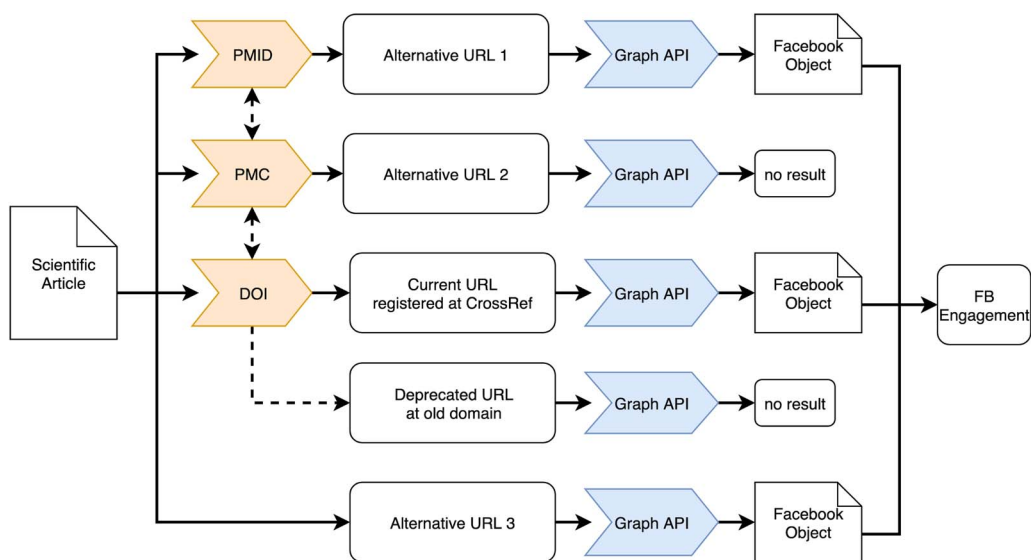 PMID
Alternative URL 1
Graph API
Facebook
Object
PMC
Alternative URL 2
Graph API
no result
Scientific
Article
DOI
Current URL
registered at CrossRef
Graph API
Facebook
Object
FB
Engagement
Deprecated URL
at old domain
Graph API
no result
Alternative URL 3
Graph API
Facebook
Object